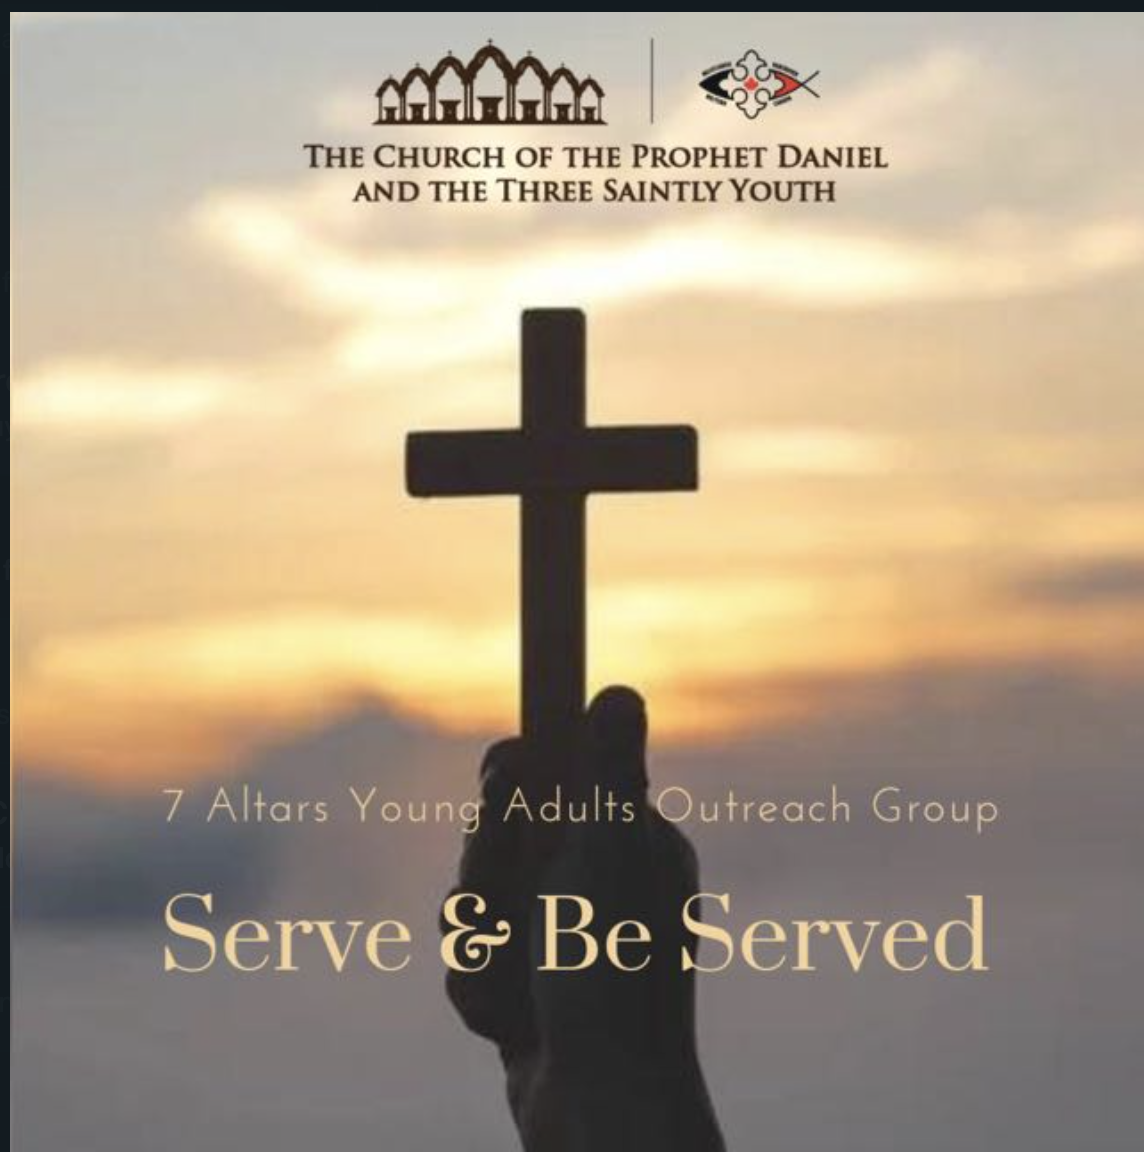 THE CHURCH OF THE PROPHET DANIEL
AND THE THREE SAINTLY YOUTH
7 Altars Young Adults Outreach Group
Serve & Be Served